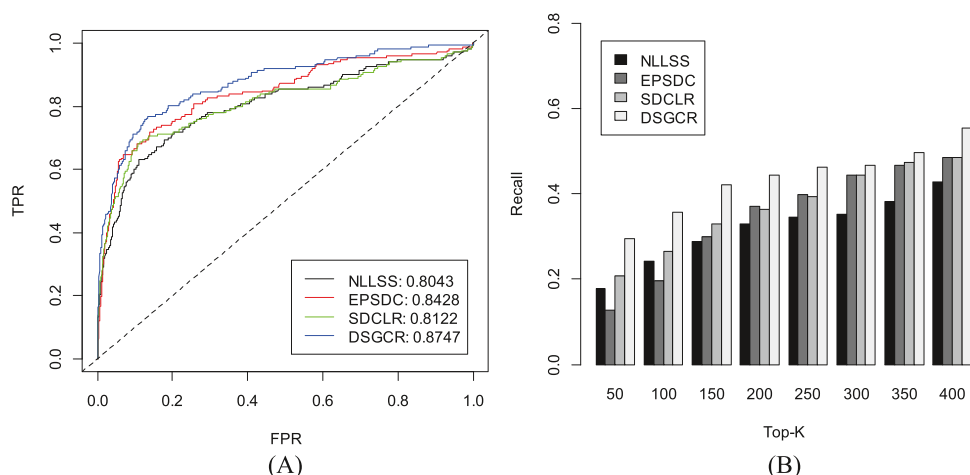 1.0
0.8
0.6
0.4
0.2
0.0
TPR
0.0 0.2 0.4 0.6 0.8 1.0
FPR
NLLSS: 0.8043
EPSDC: 0.8428
SDCLR: 0.8122
DSGCR: 0.8747
(A)
0.8
0.6
0.4
0.2
0.0
Recall
NLLSS
EPSDC
SDCLR
DSGCR
50 100 150 200 250 300 350 400
Top-K
(B)